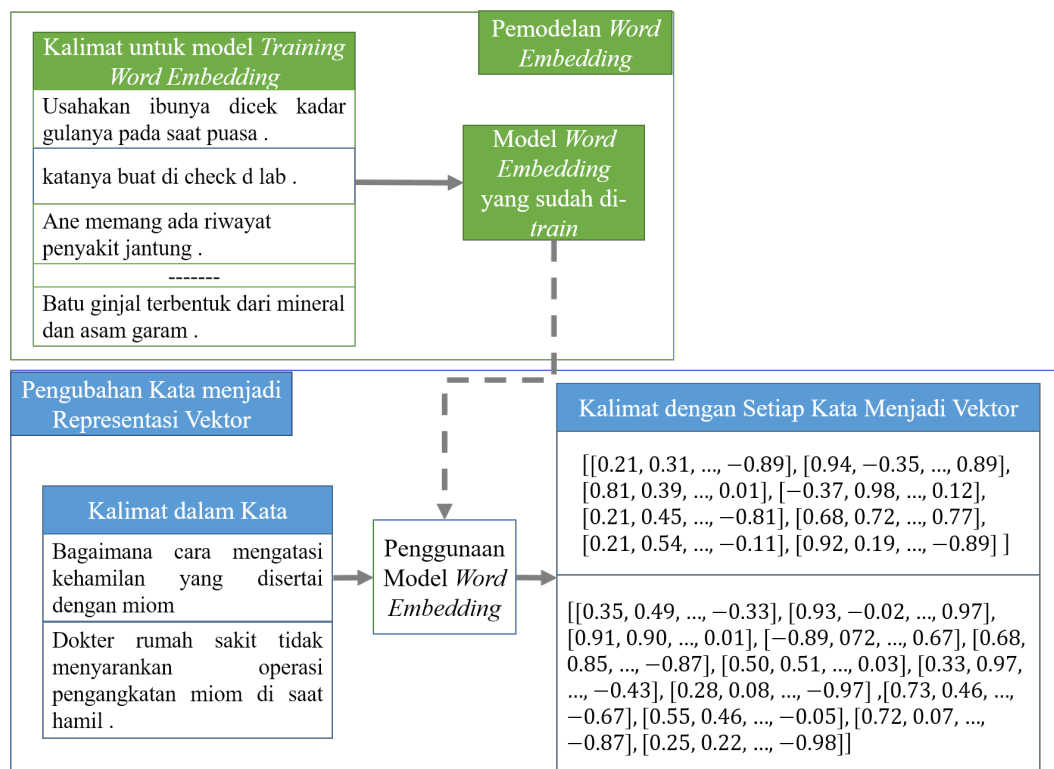 Pemodelan Word
Embedding
Kalimat untuk model Training
Word Embedding
Usahakan ibunya dicek kadar
gulanya pada saat puasa .
katanya buat di check d lab .
Ane memang ada riwayat
penyakit jantung .
-------
Batu ginjal terbentuk dari mineral
dan asam garam .
Model Word
Embedding
yang sudah di-
train
Pengubahan Kata menjadi
Representasi Vektor
Kalimat dalam Kata
Bagaimana cara mengatasi
kehamilan yang disertai
dengan miom
Dokter rumah sakit tidak
menyarankan operasi
pengangkatan miom di saat
hamil .
Penggunaan
Model Word
Embedding
Kalimat dengan Setiap Kata Menjadi Vektor
[[0.21, 0.31, …, −0.89], [0.94, −0.35, …, 0.89],
[0.81, 0.39, …, 0.01], [−0.37, 0.98, …, 0.12],
[0.21, 0.45, …, −0.81], [0.68, 0.72, …, 0.77],
[0.21, 0.54, …, −0.11], [0.92, 0.19, …, −0.89] ]
[[0.35, 0.49, …, −0.33], [0.93, −0.02, …, 0.97],
[0.91, 0.90, …, 0.01], [−0.89, 072, …, 0.67], [0.68,
0.85, …, −0.87], [0.50, 0.51, …, 0.03], [0.33, 0.97,
…, −0.43], [0.28, 0.08, …, −0.97] ,[0.73, 0.46, …,
−0.67], [0.55, 0.46, …, −0.05], [0.72, 0.07, …,
−0.87], [0.25, 0.22, …, −0.98]]